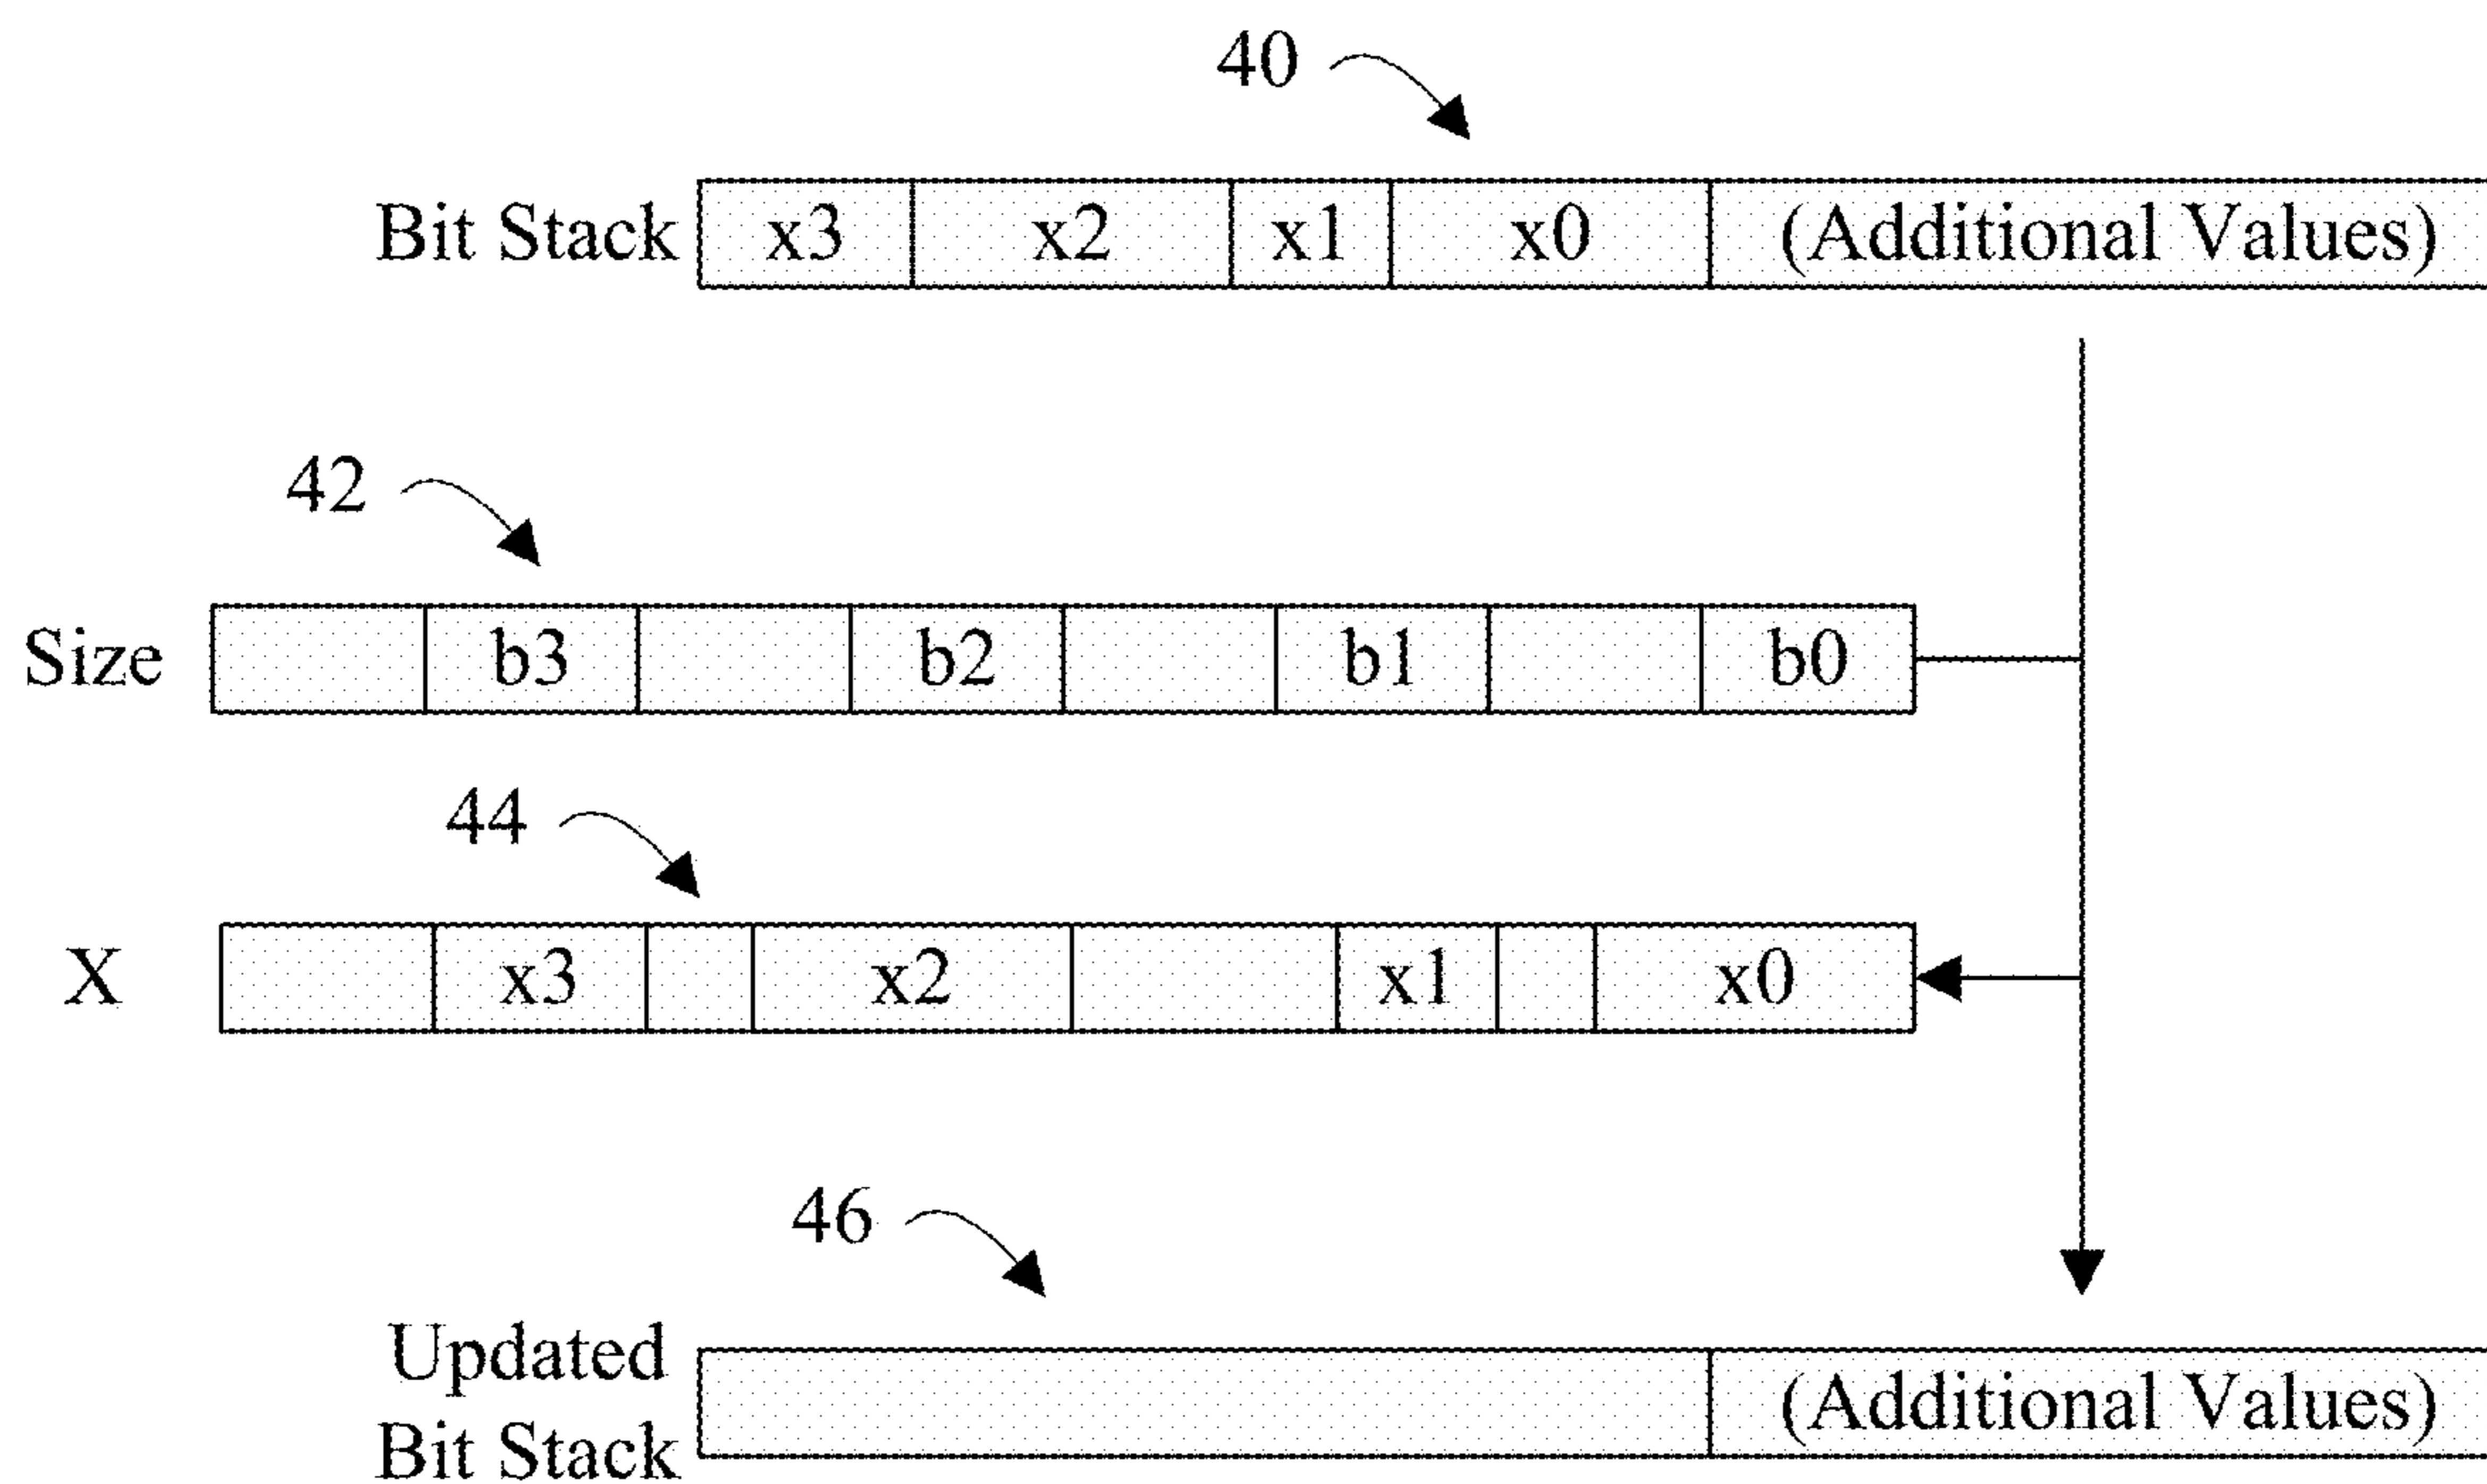 40
Bit Stack x3 x2 x1 x0 (Additional Values)
42
Size b3 b2 b1 b0
44
X x3 x2 x1 x0
46
Updated
Bit Stack (Additional Values)